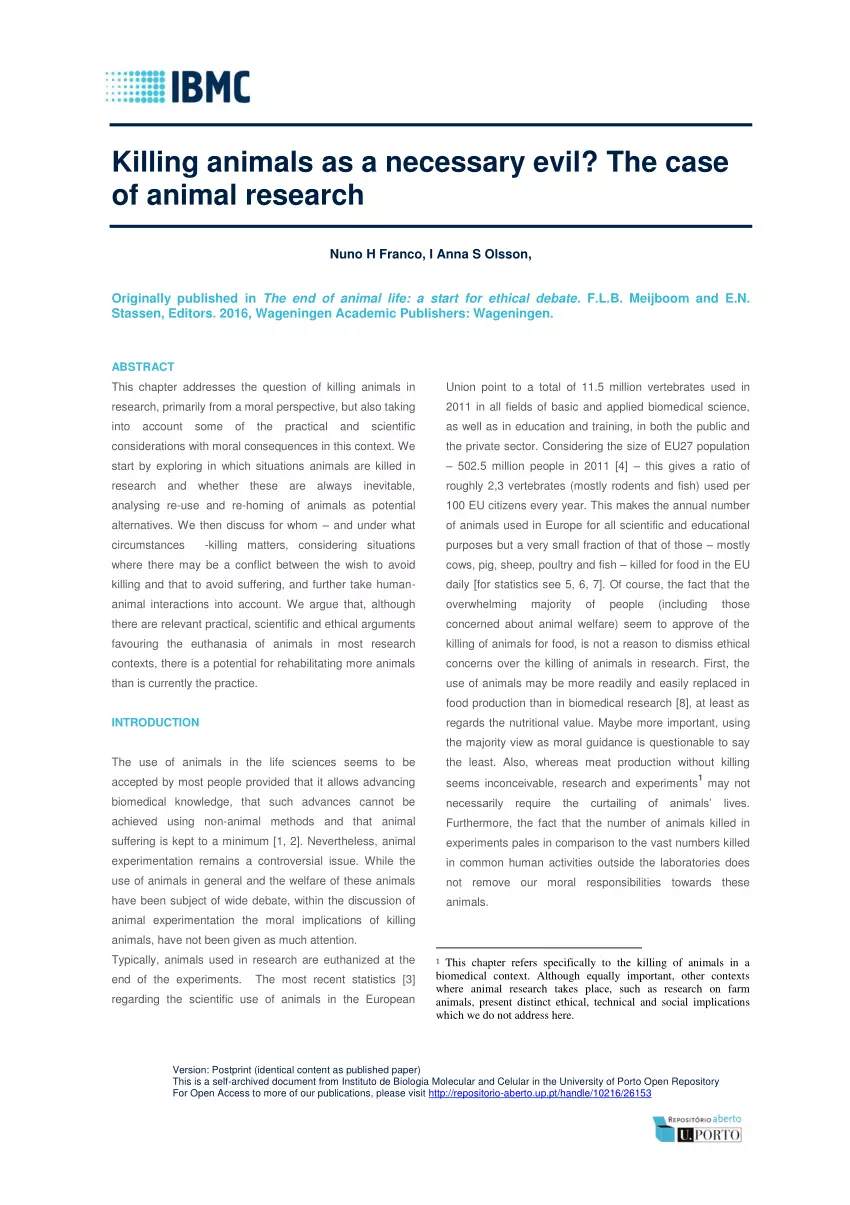 IBMC
Killing animals as a necessary evil? The case
of animal research
Nuno H Franco, I Anna S Olsson,
Originally published in The end of animal life: a start for ethical debate. F.L.B. Meijboom and E.N.
Stassen, Editors. 2016, Wageningen Academic Publishers: Wageningen.
ABSTRACT
This chapter addresses the question of killing animals in
research, primarily from a moral perspective, but also taking
into account some of the practical and scientific
considerations with moral consequences in this context. We
start by exploring in which situations animals are killed in
research and whether these are always inevitable,
analysing re-use and re-homing of animals as potential
alternatives. We then discuss for whom – and under what
circumstances -killing matters, considering situations
where there may be a conflict between the wish to avoid
killing and that to avoid suffering, and further take human-
animal interactions into account. We argue that, although
there are relevant practical, scientific and ethical arguments
favouring the euthanasia of animals in most research
contexts, there is a potential for rehabilitating more animals
than is currently the practice.
INTRODUCTION
The use of animals in the life sciences seems to be
accepted by most people provided that it allows advancing
biomedical knowledge, that such advances cannot be
achieved using non-animal methods and that animal
suffering is kept to a minimum [1, 2]. Nevertheless, animal
experimentation remains a controversial issue. While the
use of animals in general and the welfare of these animals
have been subject of wide debate, within the discussion of
animal experimentation the moral implications of killing
animals, have not been given as much attention.
Typically, animals used in research are euthanized at the
end of the experiments. The most recent statistics [3]
regarding the scientific use of animals in the European
Union point to a total of 11.5 million vertebrates used in
2011 in all fields of basic and applied biomedical science,
as well as in education and training, in both the public and
the private sector. Considering the size of EU27 population
– 502.5 million people in 2011 [4] – this gives a ratio of
roughly 2,3 vertebrates (mostly rodents and fish) used per
100 EU citizens every year. This makes the annual number
of animals used in Europe for all scientific and educational
purposes but a very small fraction of that of those – mostly
cows, pig, sheep, poultry and fish – killed for food in the EU
daily [for statistics see 5, 6, 7]. Of course, the fact that the
overwhelming majority of people (including those
concerned about animal welfare) seem to approve of the
killing of animals for food, is not a reason to dismiss ethical
concerns over the killing of animals in research. First, the
use of animals may be more readily and easily replaced in
food production than in biomedical research [8], at least as
regards the nutritional value. Maybe more important, using
the majority view as moral guidance is questionable to say
the least. Also, whereas meat production without killing
seems inconceivable, research and experiments1 may not
necessarily require the curtailing of animals' lives.
Furthermore, the fact that the number of animals killed in
experiments pales in comparison to the vast numbers killed
in common human activities outside the laboratories does
not remove our moral responsibilities towards these
animals.
1 This chapter refers specifically to the killing of animals in a
biomedical context. Although equally important, other contexts
where animal research takes place, such as research on farm
animals, present distinct ethical, technical and social implications
which we do not address here.
Version: Postprint (identical content as published paper)
This is a self-archived document from Instituto de Biologia Molecular and Celular in the University of Porto Open Repository
For Open Access to more of our publications, please visit http://repositorio-aberto.up.pt/handle/10216/26153
REPOSITÓRIO aberto
U.PORTO